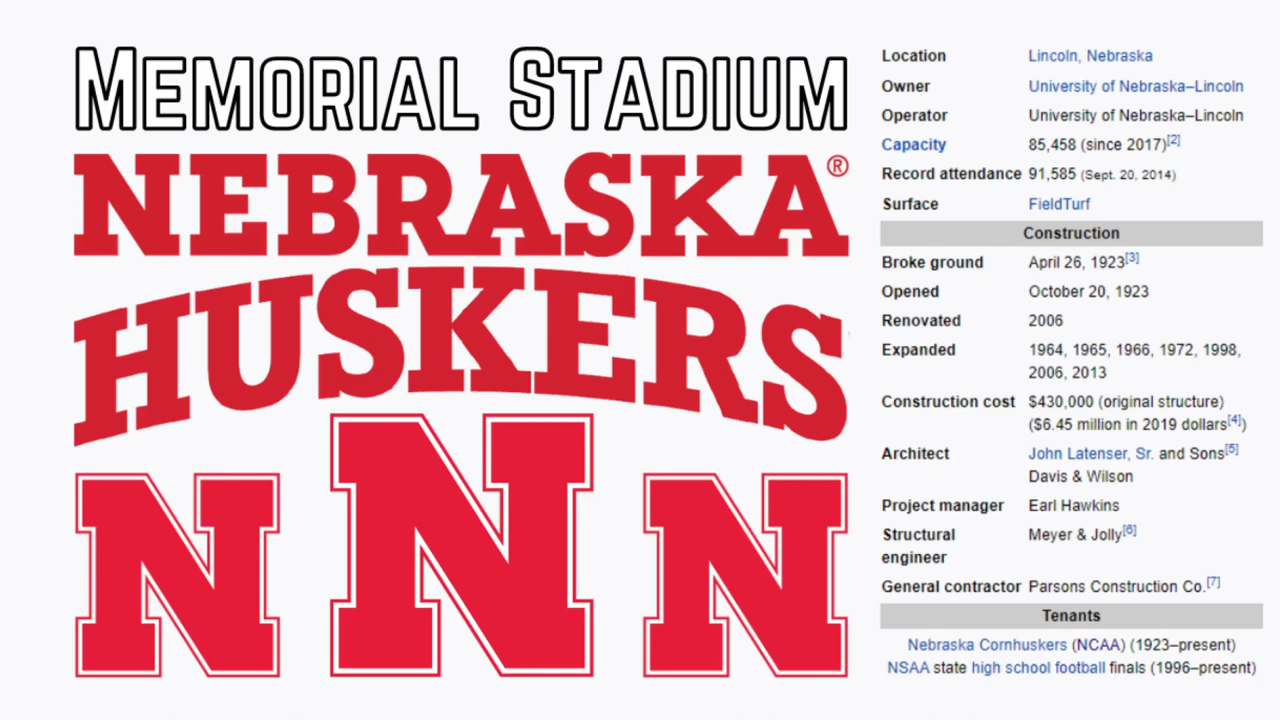 MEMORIAL STADIUM
NEBRASKA®
HUSKERS
N N N
Location Lincoln, Nebraska
Owner University of Nebraska–Lincoln
Operator University of Nebraska–Lincoln
Capacity 85,458 (since 2017)[2]
Record attendance 91,585 (Sept. 20, 2014)
Surface FieldTurf
Construction
Broke ground April 26, 1923[3]
Opened October 20, 1923
Renovated 2006
Expanded 1964, 1965, 1966, 1972, 1998,
2006, 2013
Construction cost $430,000 (original structure)
($6.45 million in 2019 dollars[4])
Architect John Latenser, Sr. and Sons[5]
Davis & Wilson
Project manager Earl Hawkins
Structural Meyer & Jolly[6]
engineer
General contractor Parsons Construction Co.[7]
Tenants
Nebraska Cornhuskers (NCAA) (1923–present)
NSAA state high school football finals (1996–present)